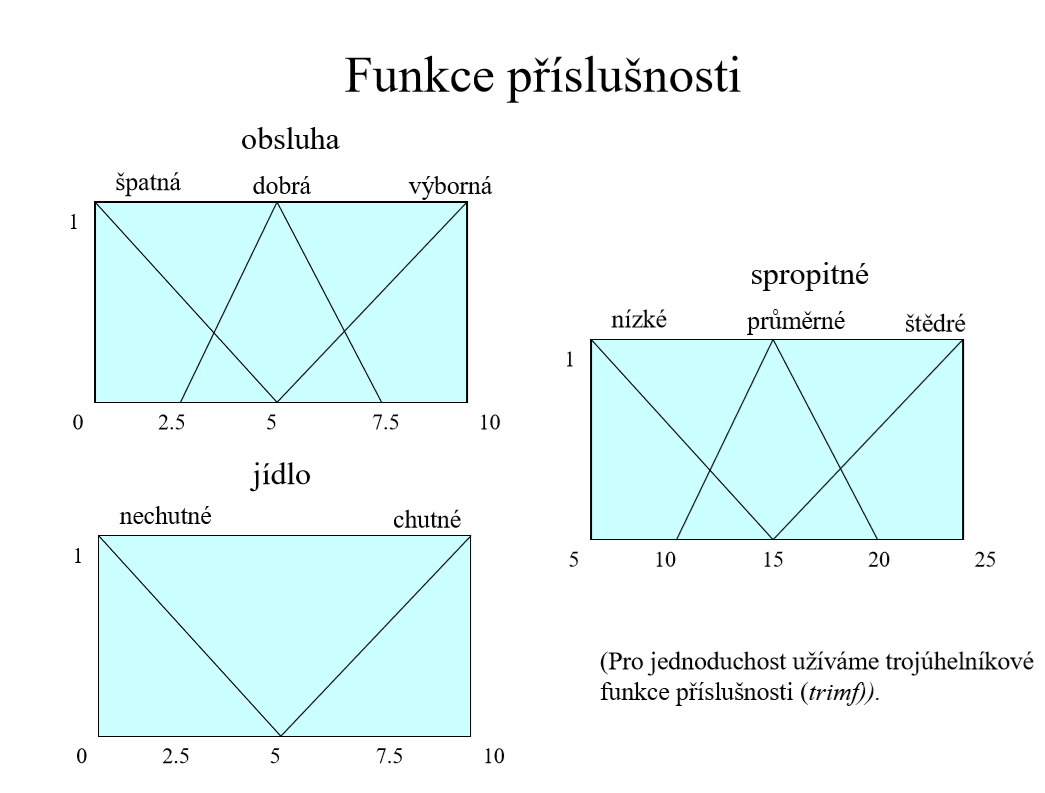 Funkce příslušnosti
obsluha
špatná dobrá výborná
1
0 2.5 5 7.5 10
jídlo
nechutné chutné
1
0 2.5 5 7.5 10
spropitné
nízké průměrné štědré
1
5 10 15 20 25
(Pro jednoduchost užíváme trojúhelníkové
funkce příslušnosti (trimf)).